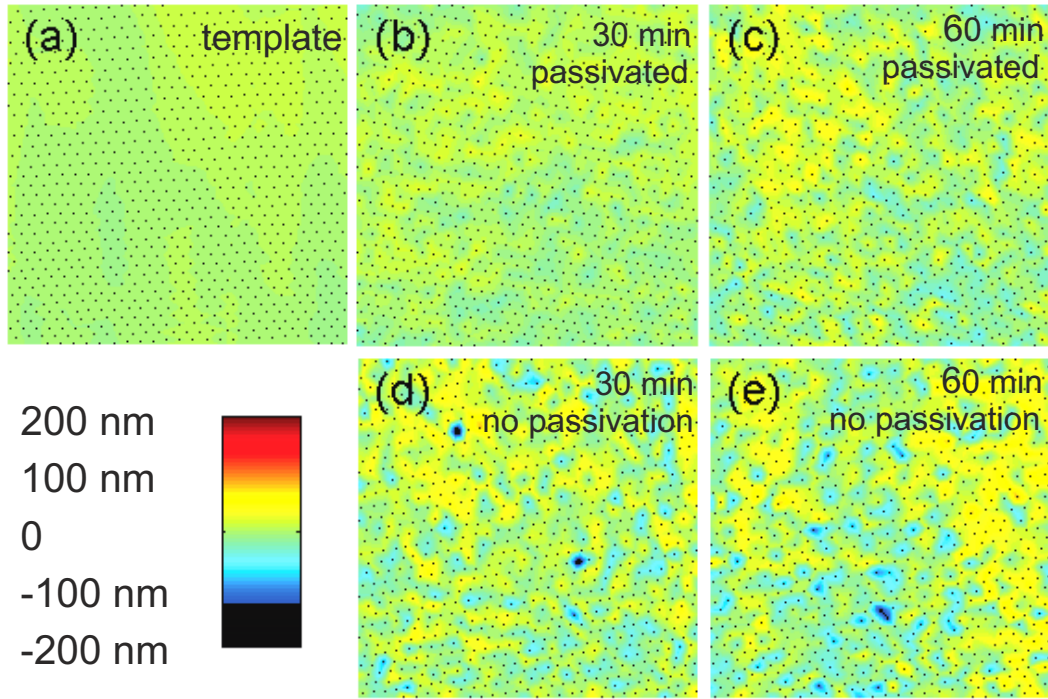 (a)
template
(b)
30 min
passivated
(c)
60 min
passivated
200 nm
100 nm
0
-100 nm
-200 nm
(d)
30 min
no passivation
(e)
60 min
no passivation